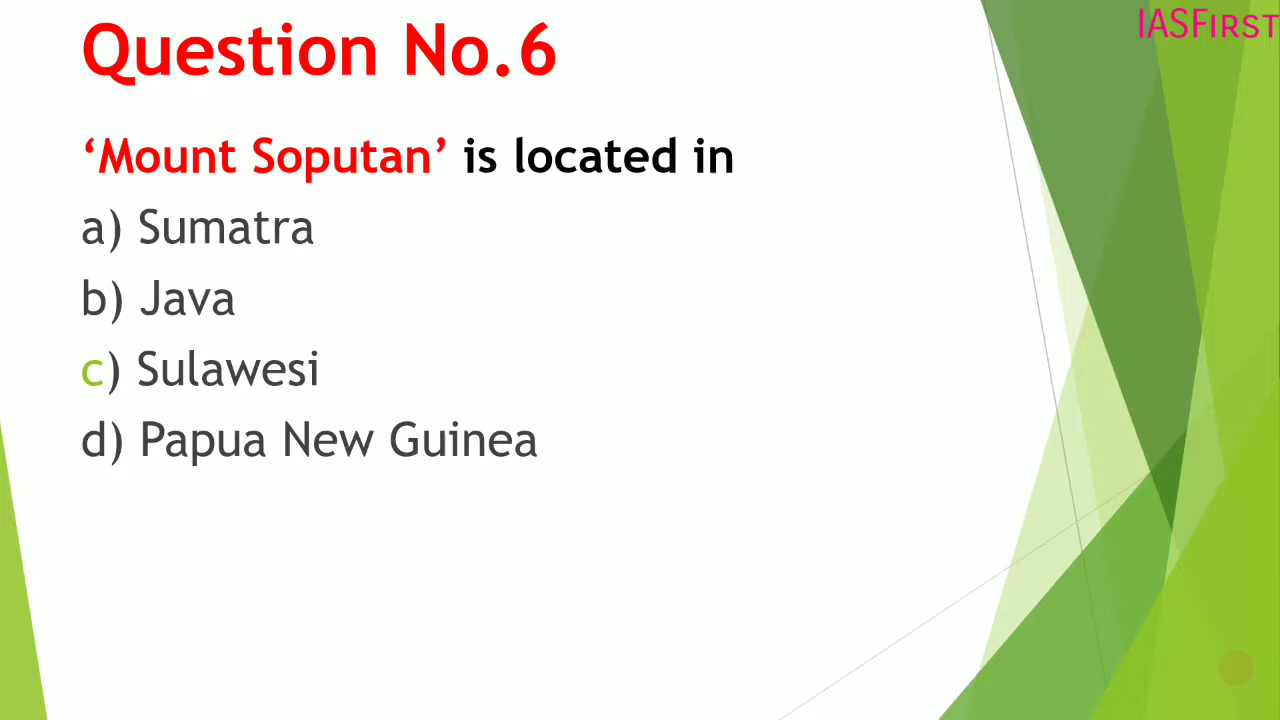 IASFIRST
Question No.6
‘Mount Soputan’ is located in
a) Sumatra
b) Java
c) Sulawesi
d) Papua New Guinea